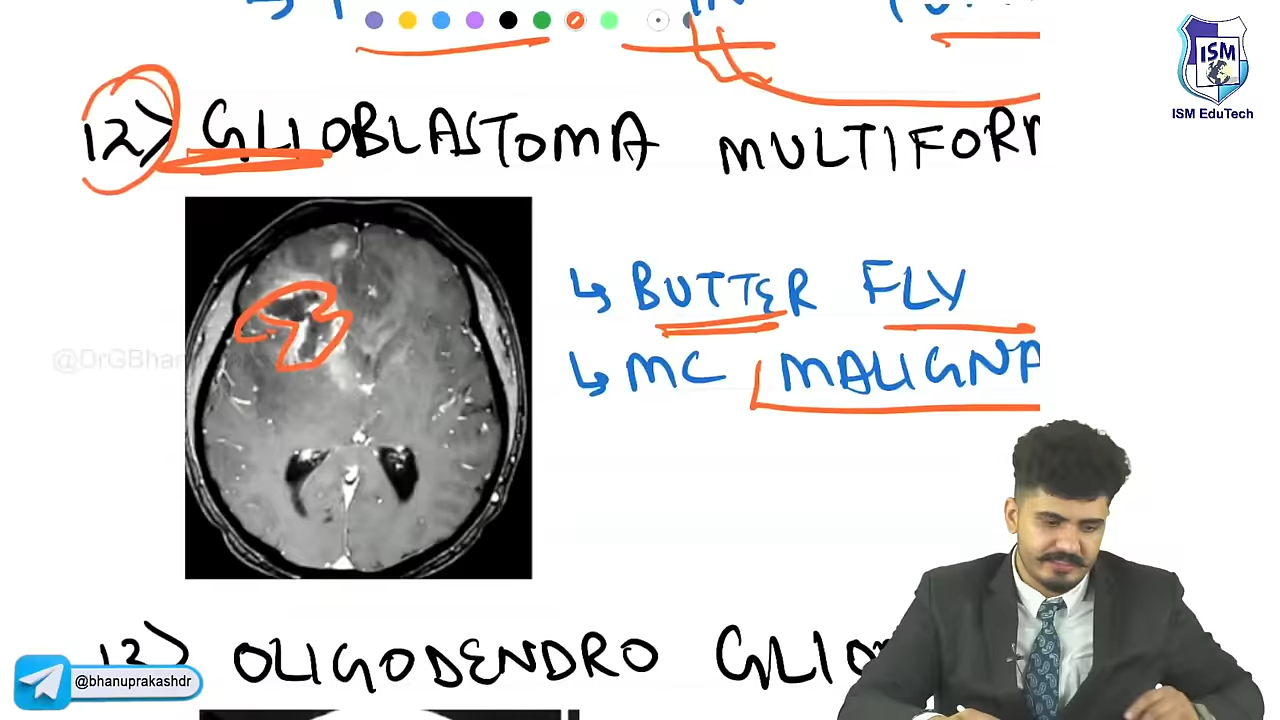 ISM
ISM EduTech
12) GLIOBLASTOMA MULTIFOR
↳ BUTTER FLY
↳ MC MALIGNA
13) OLIGODENDRO GLIO
@bhanuprakashdr